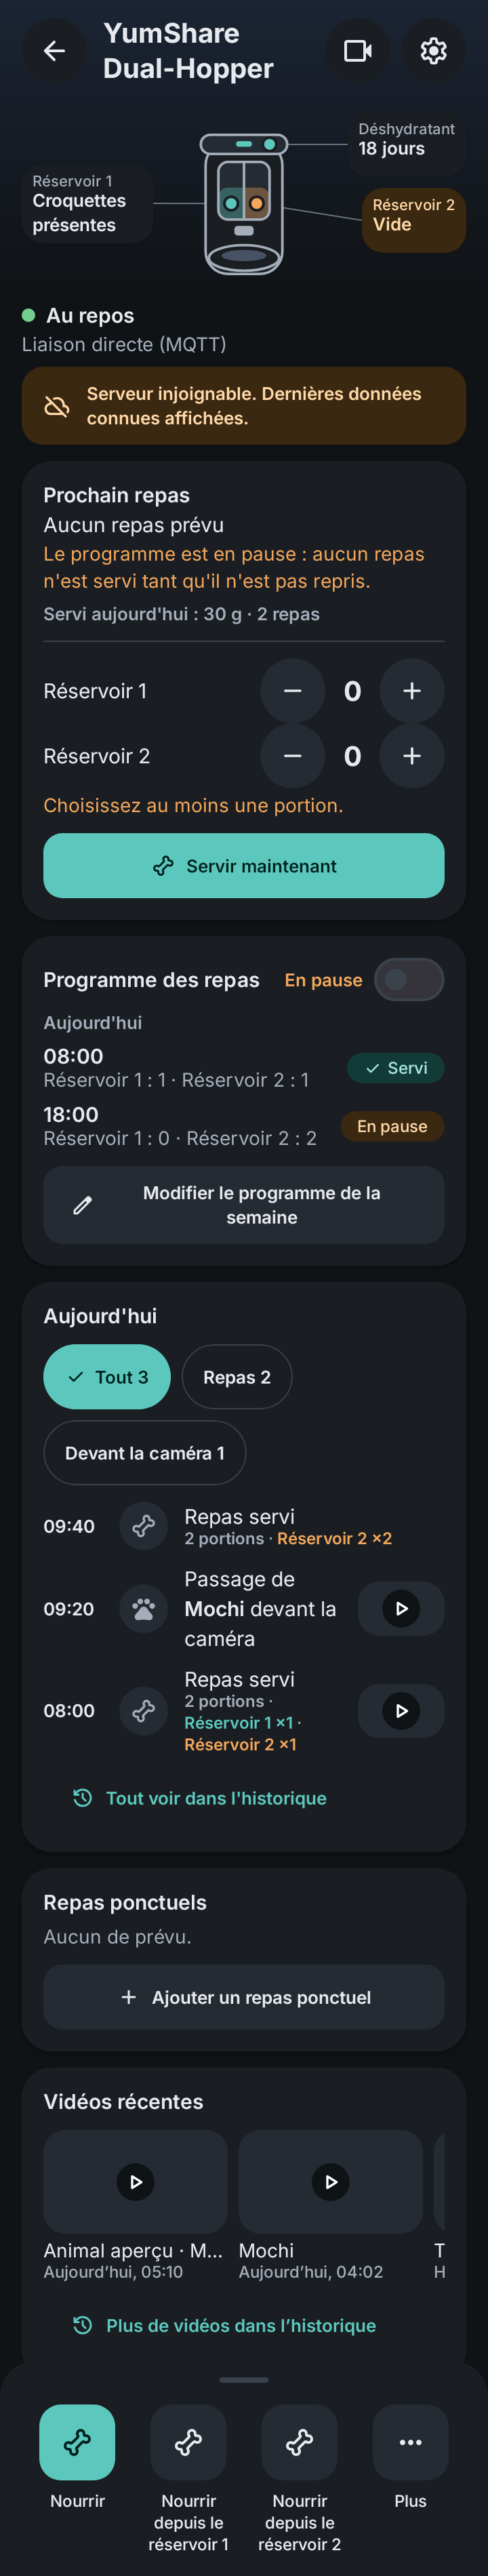 YumShare
Dual-Hopper
Déshydratant
18 jours
Réservoir 1
Croquettes
présentes
Réservoir 2
Vide
Au repos
Liaison directe (MQTT)
Serveur injoignable. Dernières données
connues affichées.
Prochain repas
Aucun repas prévu
Le programme est en pause : aucun repas
n'est servi tant qu'il n'est pas repris.
Servi aujourd'hui : 30 g · 2 repas
Réservoir 1
0
Réservoir 2
0
Choisissez au moins une portion.
Servir maintenant
Programme des repas
En pause
Aujourd'hui
08:00
Réservoir 1 : 1 · Réservoir 2 : 1
Servi
18:00
Réservoir 1 : 0 · Réservoir 2 : 2
En pause
Modifier le programme de la
semaine
Aujourd'hui
Tout 3
Repas 2
Devant la caméra 1
09:40
Repas servi
2 portions · Réservoir 2 ×2
09:20
Passage de
Mochi devant la
caméra
08:00
Repas servi
2 portions ·
Réservoir 1 ×1 ·
Réservoir 2 ×1
Tout voir dans l'historique
Repas ponctuels
Aucun de prévu.
Ajouter un repas ponctuel
Vidéos récentes
Animal aperçu · M...
Aujourd’hui, 05:10
Mochi
Aujourd’hui, 04:02
T
H
Plus de vidéos dans l’historique
Nourrir
Nourrir
depuis le
réservoir 1
Nourrir
depuis le
réservoir 2
Plus